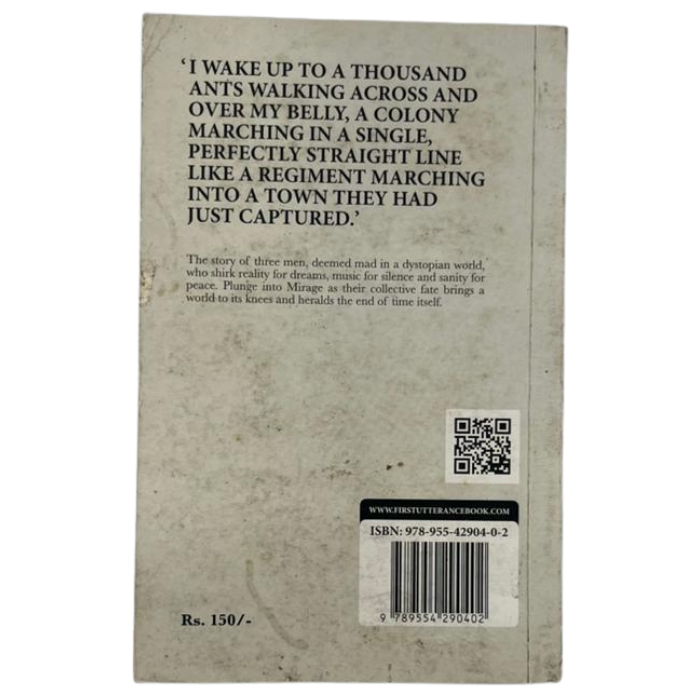 ‘I WAKE UP TO A THOUSAND
ANTS WALKING ACROSS AND
OVER MY BELLY, A COLONY
MARCHING IN A SINGLE,
PERFECTLY STRAIGHT LINE
LIKE A REGIMENT MARCHING
INTO A TOWN THEY HAD
JUST CAPTURED.’
The story of three men, deemed mad in a dystopian world,
who shirk reality for dreams, music for silence and sanity for
peace. Plunge into Mirage as their collective fate brings a
world to its knees and heralds the end of time itself.
WWW.FIRSTUTTERANCEBOOK.COM
ISBN: 978-955-42904-0-2
9 789554 290402
Rs. 150/-